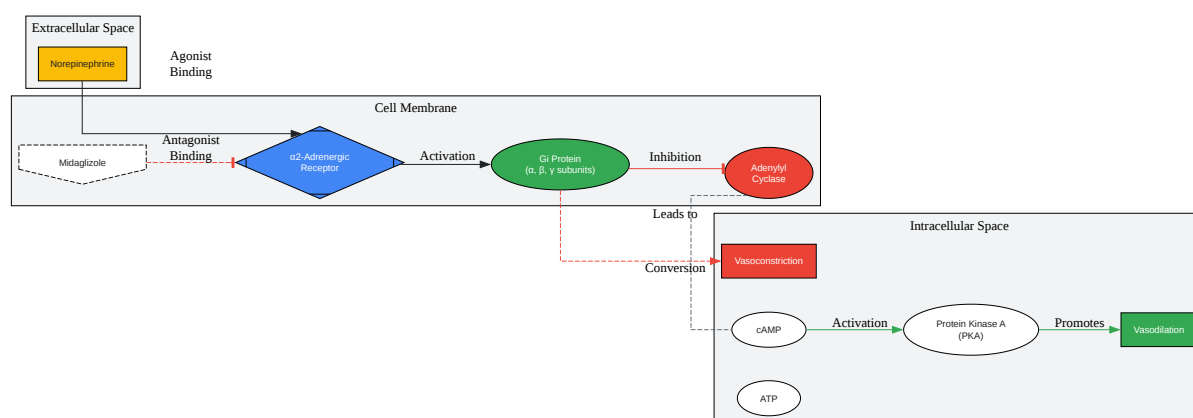 Extracellular Space
Norepinephrine
Agonist
Binding
Cell Membrane
Midaglizole
Antagonist
Binding
α2-Adrenergic
Receptor
Activation
Gi Protein
(α, β, γ subunits)
Inhibition
Adenylyl
Cyclase
Leads to
Intracellular Space
Conversion
Vasoconstriction
cAMP
Activation
Protein Kinase A
(PKA)
Promotes
Vasodilation
ATP